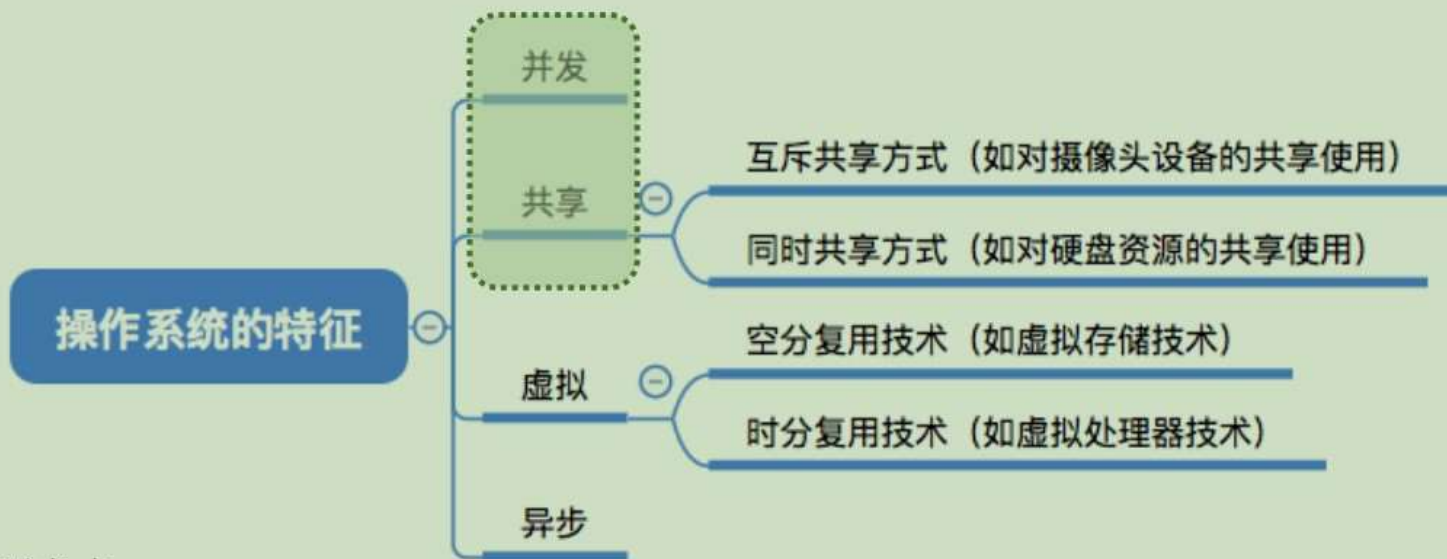 并发
共享
互斥共享方式（如对摄像头设备的共享使用）
同时共享方式（如对硬盘资源的共享使用）
操作系统的特征
虚拟
空分复用技术（如虚拟存储技术）
时分复用技术（如虚拟处理器技术）
异步